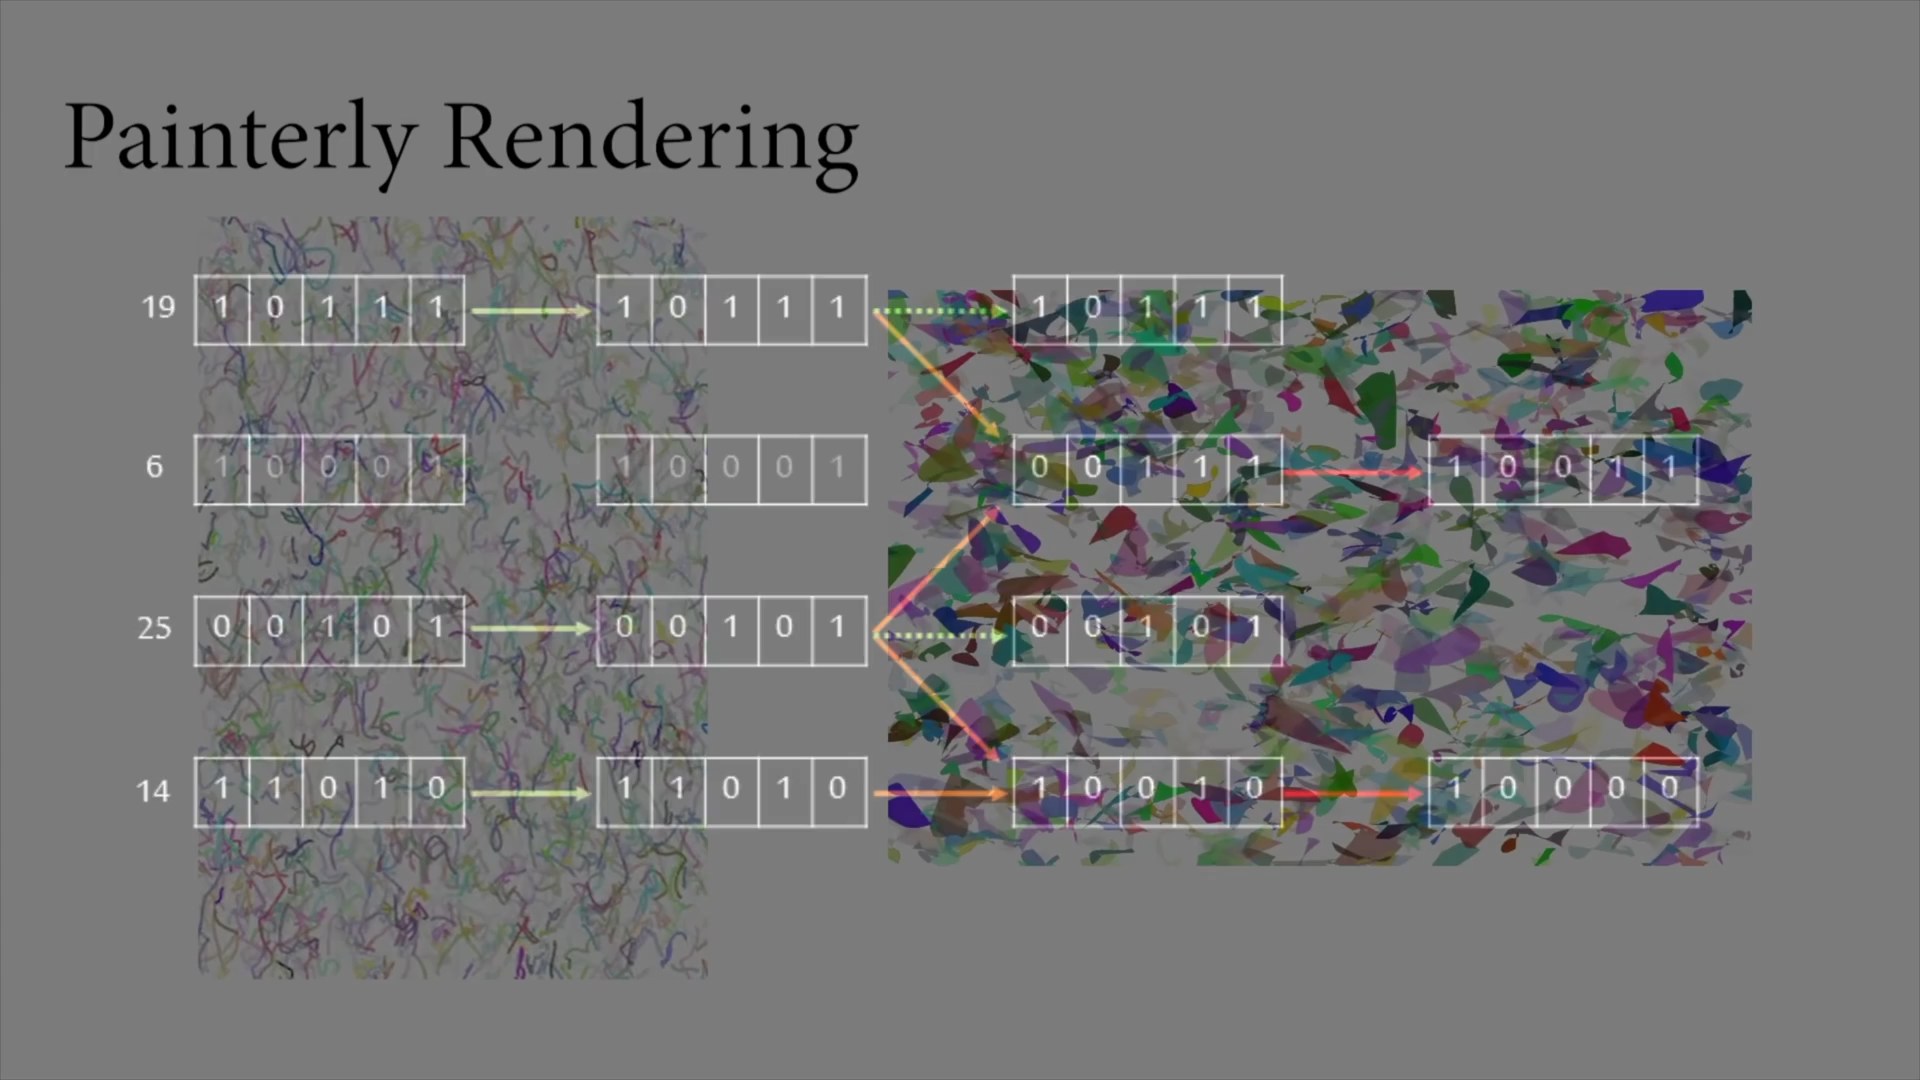 Painterly Rendering
19 1 0 1 1 1 1 0 1 1 1 1 0 1 1 1
6 1 0 0 0 1 1 0 0 0 1 0 0 1 1 1 1 0 0 1 1
25 0 0 1 0 1 0 0 1 0 1 0 0 1 0 1
14 1 1 0 1 0 1 1 0 1 0 1 0 0 1 0 1 0 0 0 0